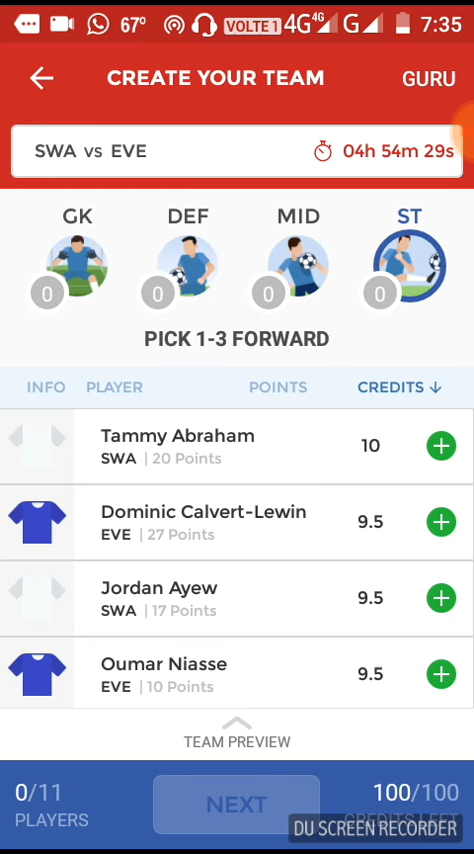 67° VOLTE 1 4G 4G G 7:35
CREATE YOUR TEAM GURU
SWA vs EVE 04h 54m 29s
GK DEF MID ST
0 0 0 0
PICK 1-3 FORWARD
INFO PLAYER POINTS CREDITS
Tammy Abraham 10
SWA | 20 Points
Dominic Calvert-Lewin 9.5
EVE | 27 Points
Jordan Ayew 9.5
SWA | 17 Points
Oumar Niasse 9.5
EVE | 10 Points
TEAM PREVIEW
0/11 NEXT 100/100
PLAYERS CREDITS LEFT
DU SCREEN RECORDER